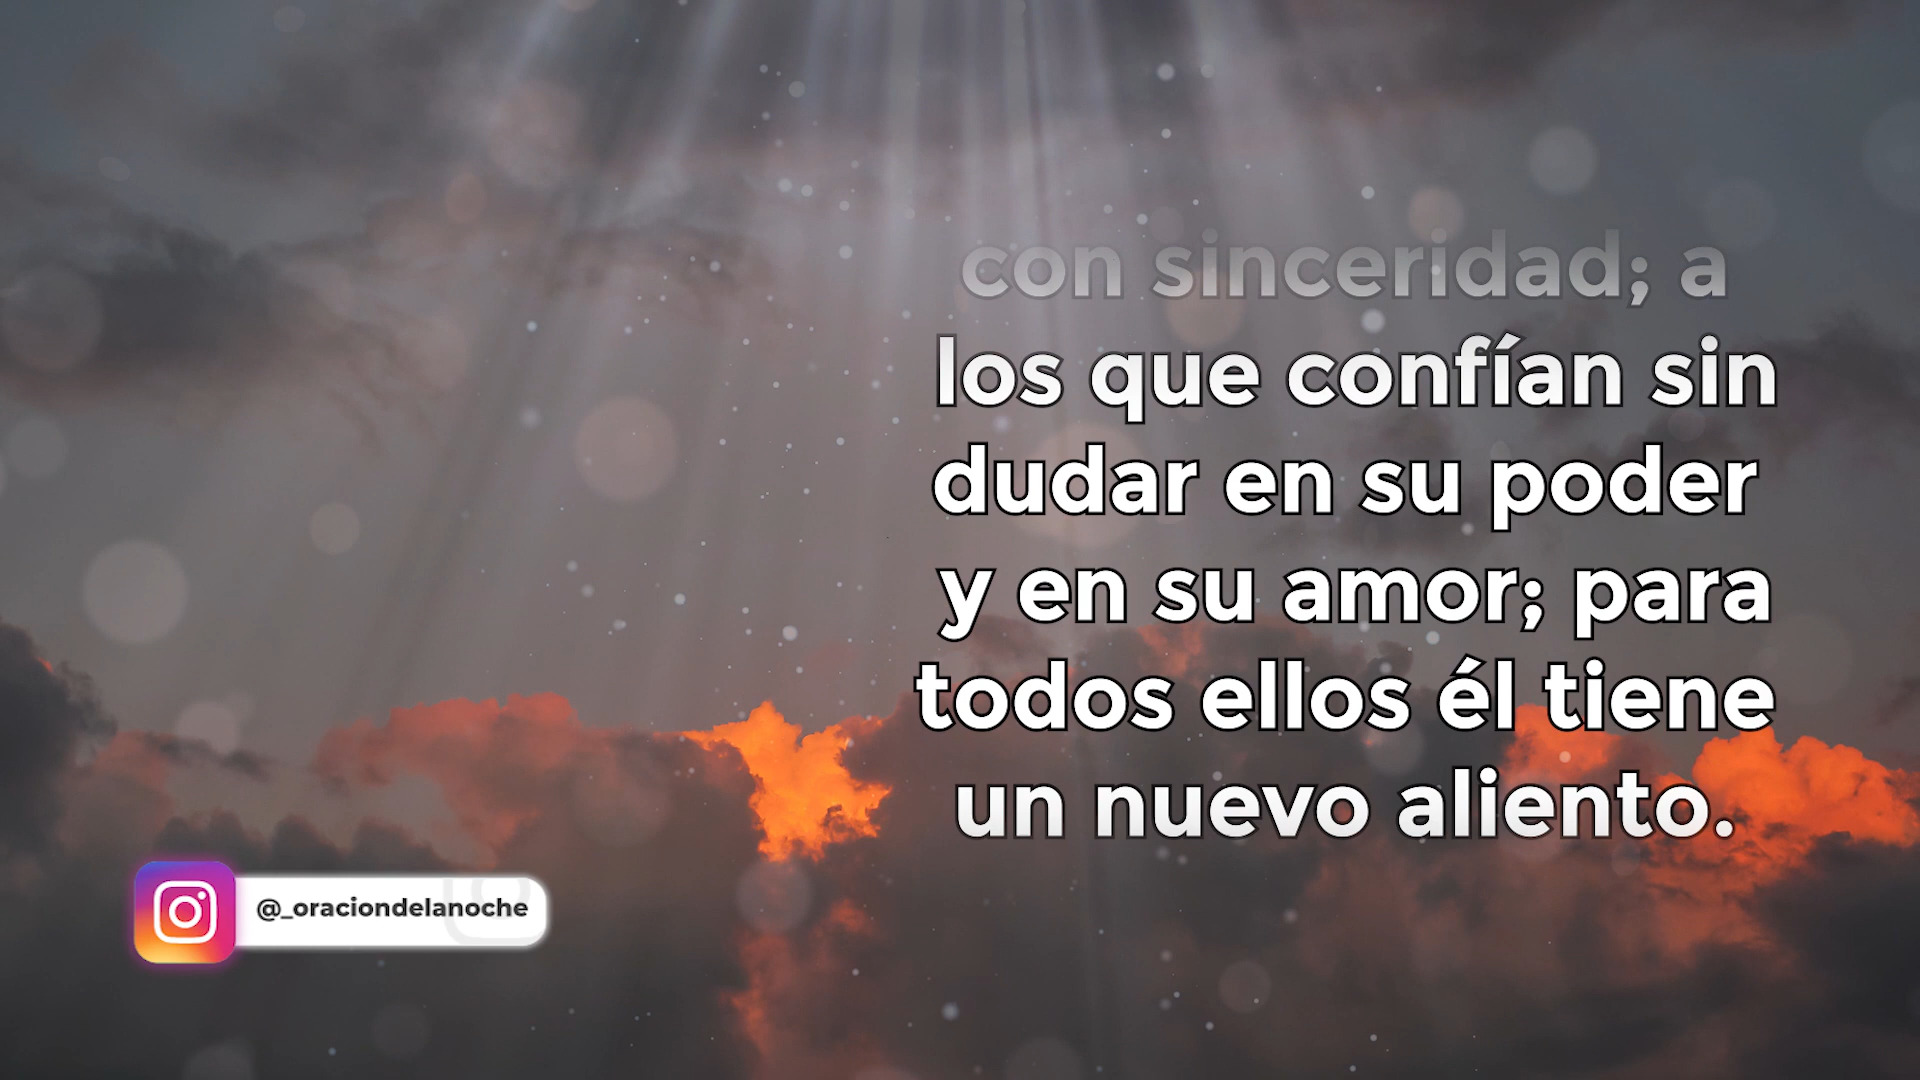 con sinceridad; a
los que confían sin
dudar en su poder
y en su amor; para
todos ellos él tiene
un nuevo aliento.
@_oraciondelanoche